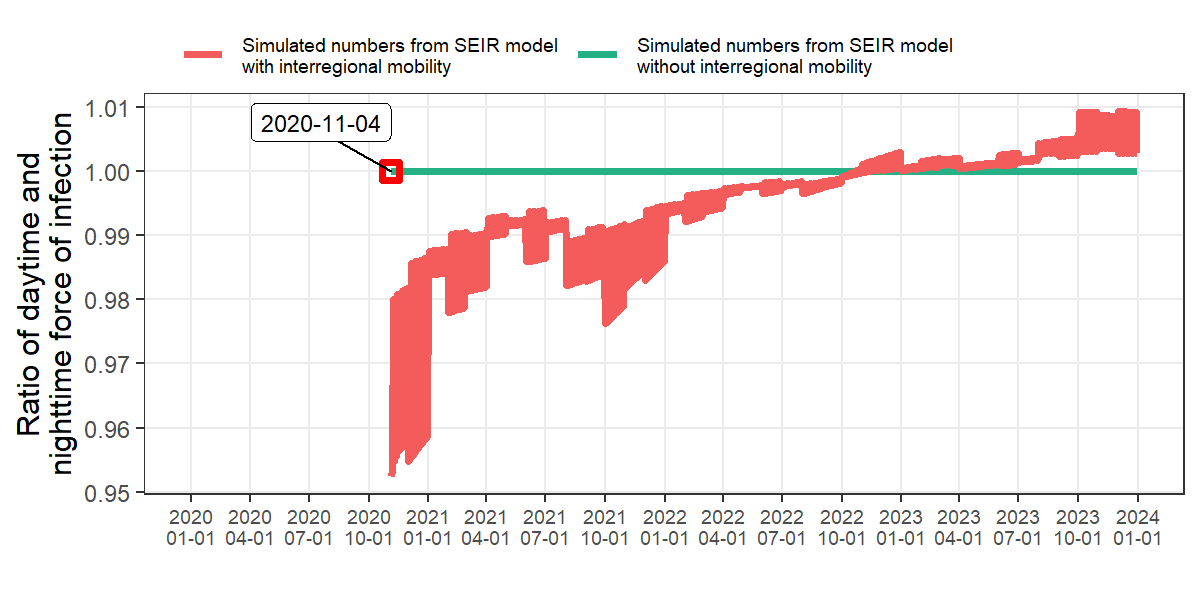 Simulated numbers from SEIR model
with interregional mobility
Simulated numbers from SEIR model
without interregional mobility
2020-11-04
Ratio of daytime and
nighttime force of infection
1.01
1.00
0.99
0.98
0.97
0.96
0.95
2020 2020 2020 2020 2021 2021 2021 2021 2022 2022 2022 2022 2023 2023 2023 2023 2024
01-01 04-01 07-01 10-01 01-01 04-01 07-01 10-01 01-01 04-01 07-01 10-01 01-01 04-01 07-01 10-01 01-01